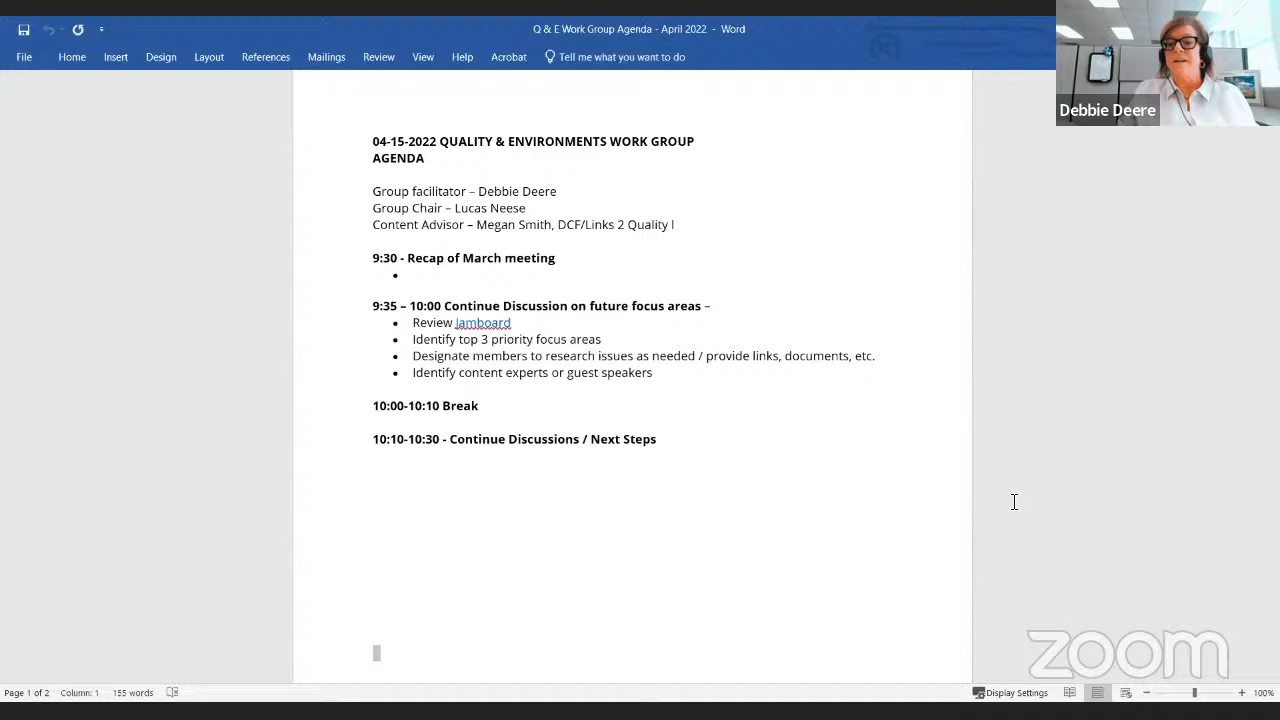 Q & E Work Group Agenda - April 2022 - Word
File Home Insert Design Layout References Mailings Review View Help Acrobat Tell me what you want to do
Debbie Deere
04-15-2022 QUALITY & ENVIRONMENTS WORK GROUP
AGENDA
Group facilitator – Debbie Deere
Group Chair – Lucas Neese
Content Advisor – Megan Smith, DCF/Links 2 Quality
9:30 - Recap of March meeting
•
9:35 – 10:00 Continue Discussion on future focus areas –
• Review Jamboard
• Identify top 3 priority focus areas
• Designate members to research issues as needed / provide links, documents, etc.
• Identify content experts or guest speakers
10:00-10:10 Break
10:10-10:30 - Continue Discussions / Next Steps
zoom
Page 1 of 2 Column: 1 155 words Display Settings 100%